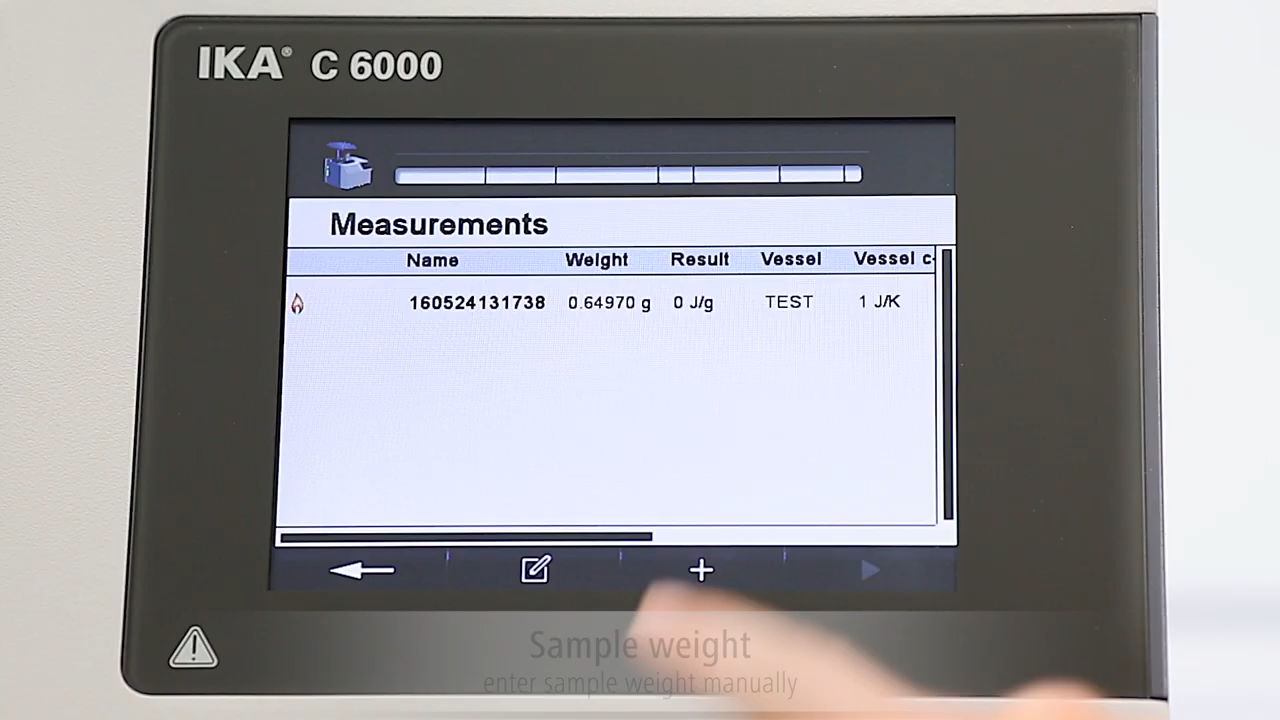 IKA® C 6000
Measurements
Name Weight Result Vessel Vessel c-
160524131738 0.64970 g 0 J/g TEST 1 J/K
Sample weight
enter sample weight manually